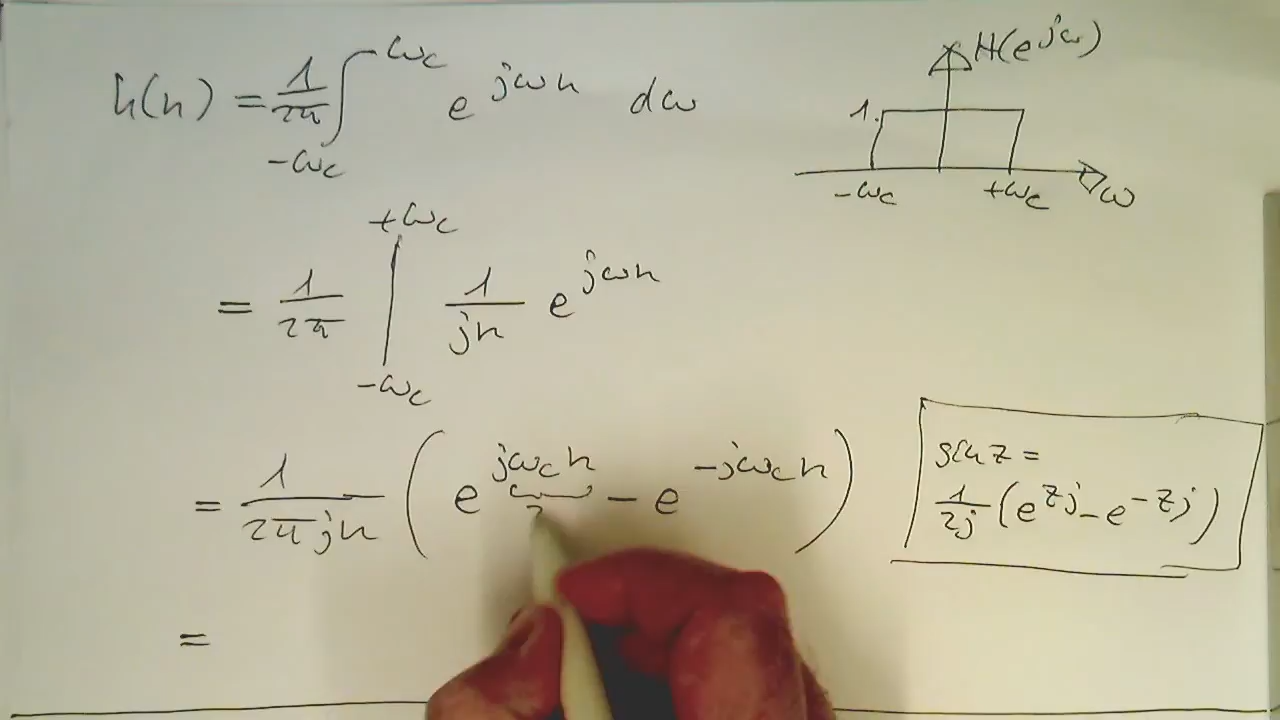 h(n) = 1/2π ∫ -ωc ωc e^jωn dω
H(e^jω)
1
-ωc +ωc ω
= 1/2π | -ωc +ωc 1/jn e^jωn
= 1/2πjn ( e^jωcn - e^-jωcn )
sin z =
1/2j (e^zj - e^-zj)
=